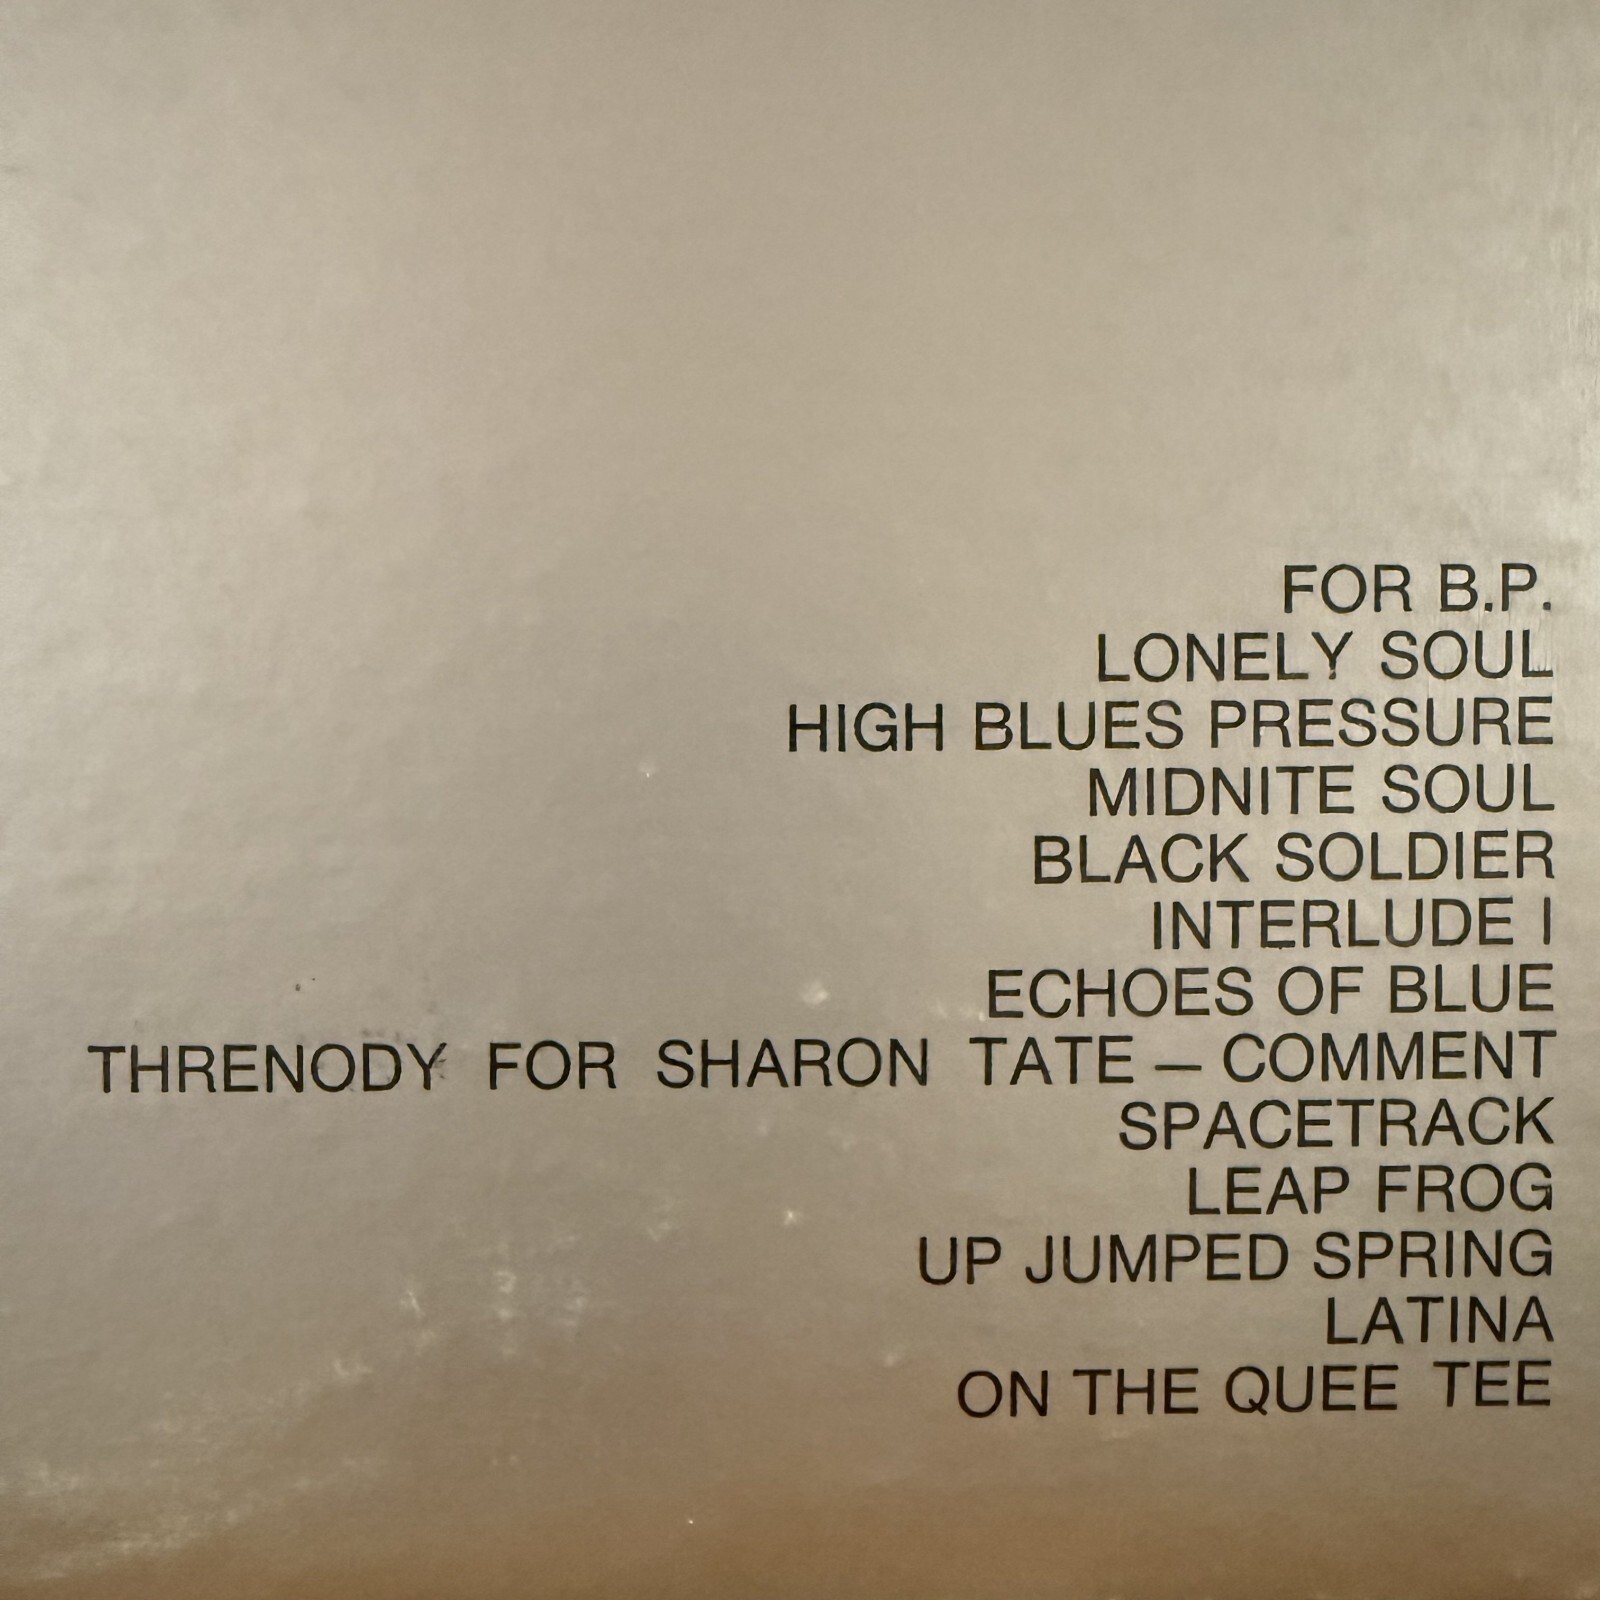 FOR B.P.
LONELY SOUL
HIGH BLUES PRESSURE
MIDNITE SOUL
BLACK SOLDIER
INTERLUDE I
ECHOES OF BLUE
THRENODY FOR SHARON TATE — COMMENT
SPACETRACK
LEAP FROG
UP JUMPED SPRING
LATINA
ON THE QUEE TEE